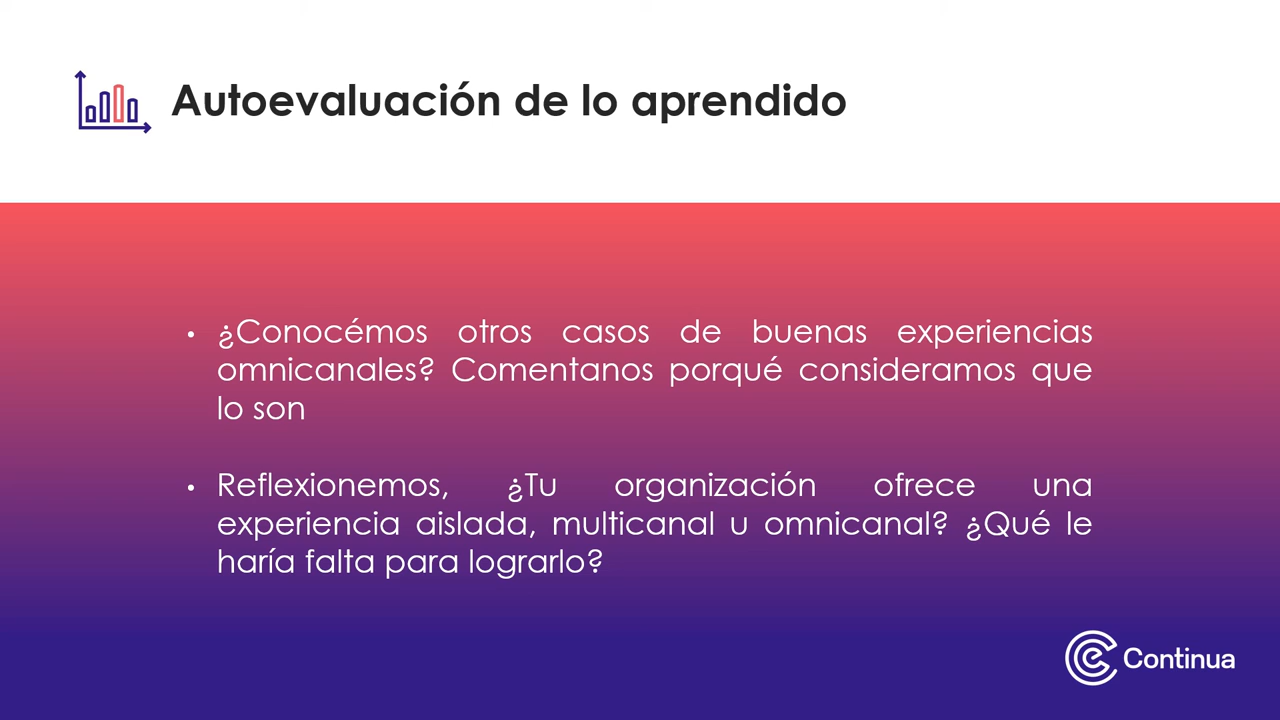 Autoevaluación de lo aprendido
• ¿Conocémos otros casos de buenas experiencias
omnicanales? Comentanos porqué consideramos que
lo son
• Reflexionemos, ¿Tu organización ofrece una
experiencia aislada, multicanal u omnicanal? ¿Qué le
haría falta para lograrlo?
Continua